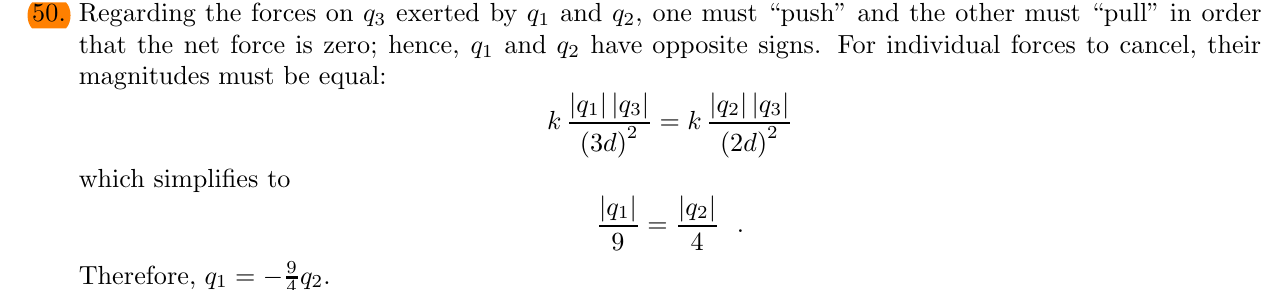 50. Regarding the forces on q₃ exerted by q₁ and q₂, one must “push” and the other must “pull” in order
that the net force is zero; hence, q₁ and q₂ have opposite signs. For individual forces to cancel, their
magnitudes must be equal:
k |q₁| |q₃| / (3d)² = k |q₂| |q₃| / (2d)²
which simplifies to
|q₁| / 9 = |q₂| / 4 .
Therefore, q₁ = −9/4 q₂.